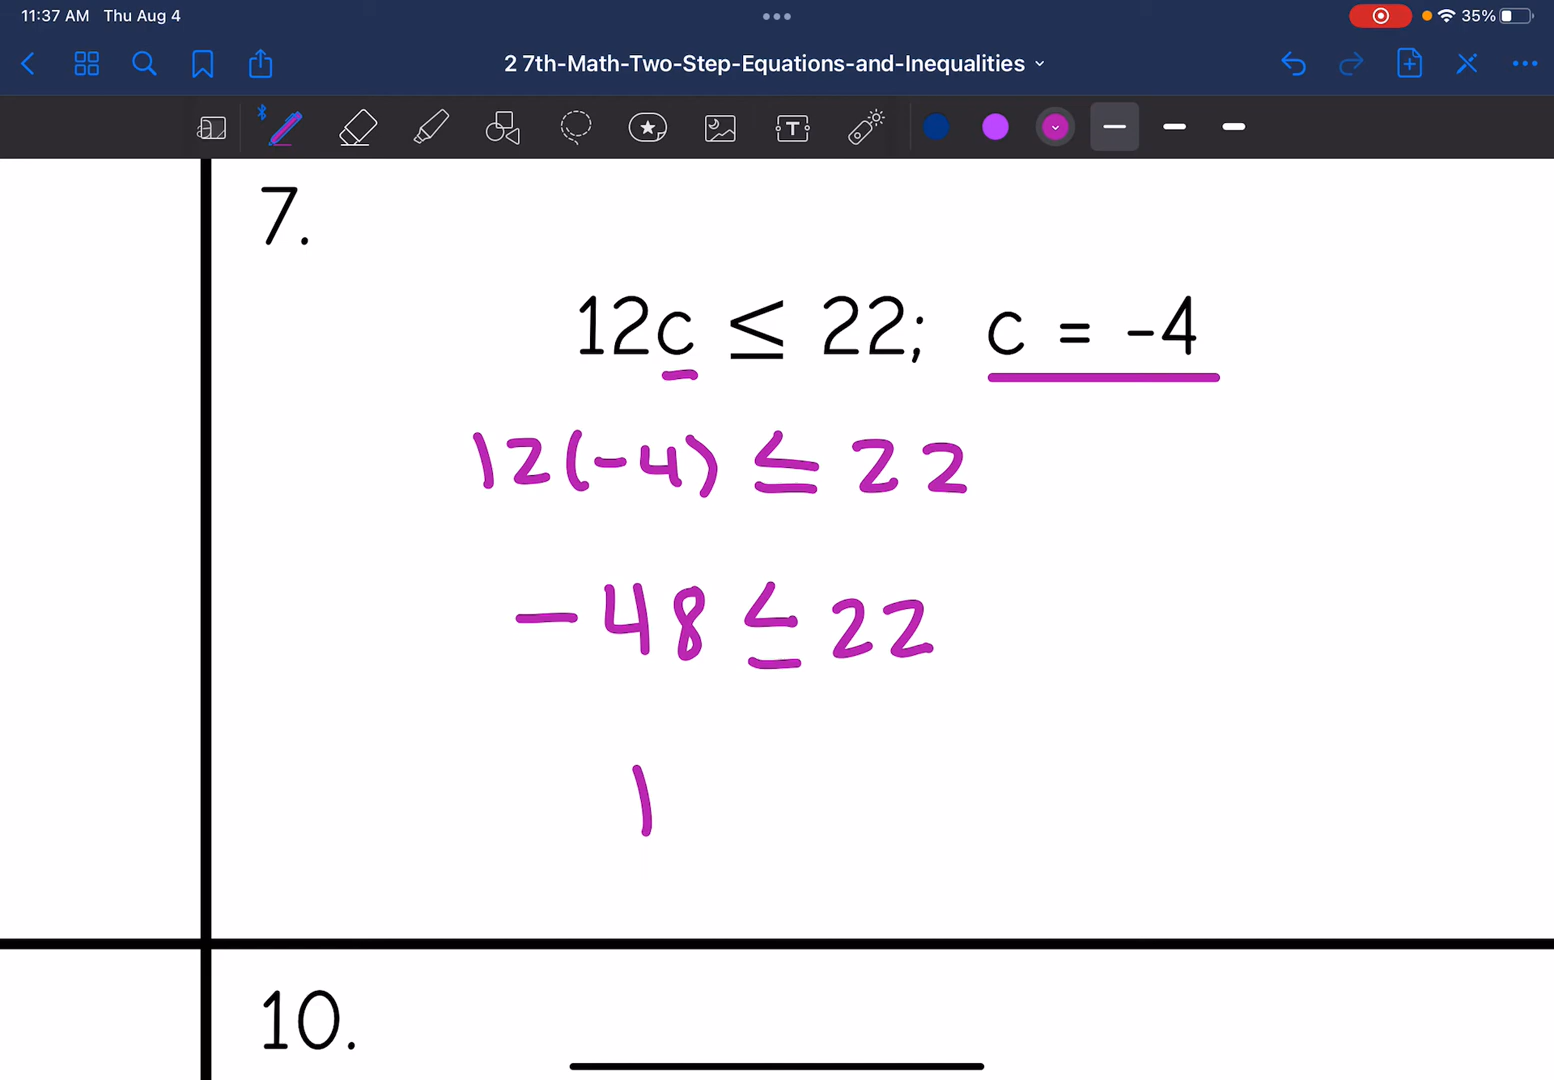 11:37 AM Thu Aug 4
35%
2 7th-Math-Two-Step-Equations-and-Inequalities
T
7.
12c ≤ 22; c = -4
12(-4) ≤ 22
-48 ≤ 22
10.